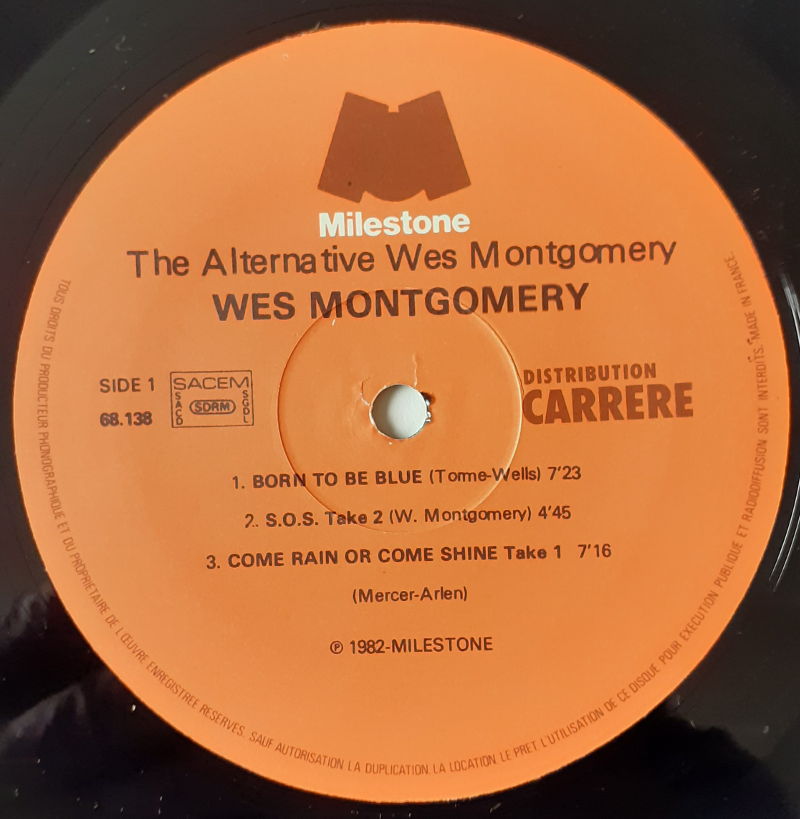 Milestone
The Alternative Wes Montgomery
WES MONTGOMERY
SIDE 1
68.138
SACEM
SACD
SDRM
SGDL
DISTRIBUTION
CARRERE
1. BORN TO BE BLUE (Torme-Wells) 7'23
2. S.O.S. Take 2 (W. Montgomery) 4'45
3. COME RAIN OR COME SHINE Take 1 7'16
(Mercer-Arlen)
℗ 1982-MILESTONE
TOUS DROITS DU PRODUCTEUR PHONOGRAPHIQUE ET DU PROPRIETAIRE DE L'ŒUVRE ENREGISTREE RESERVES. SAUF AUTORISATION LA DUPLICATION. LA LOCATION. LE PRET L'UTILISATION DE CE DISQUE POUR EXECUTION PUBLIQUE ET RADIODIFFUSION SONT INTERDITS. MADE IN FRANCE.